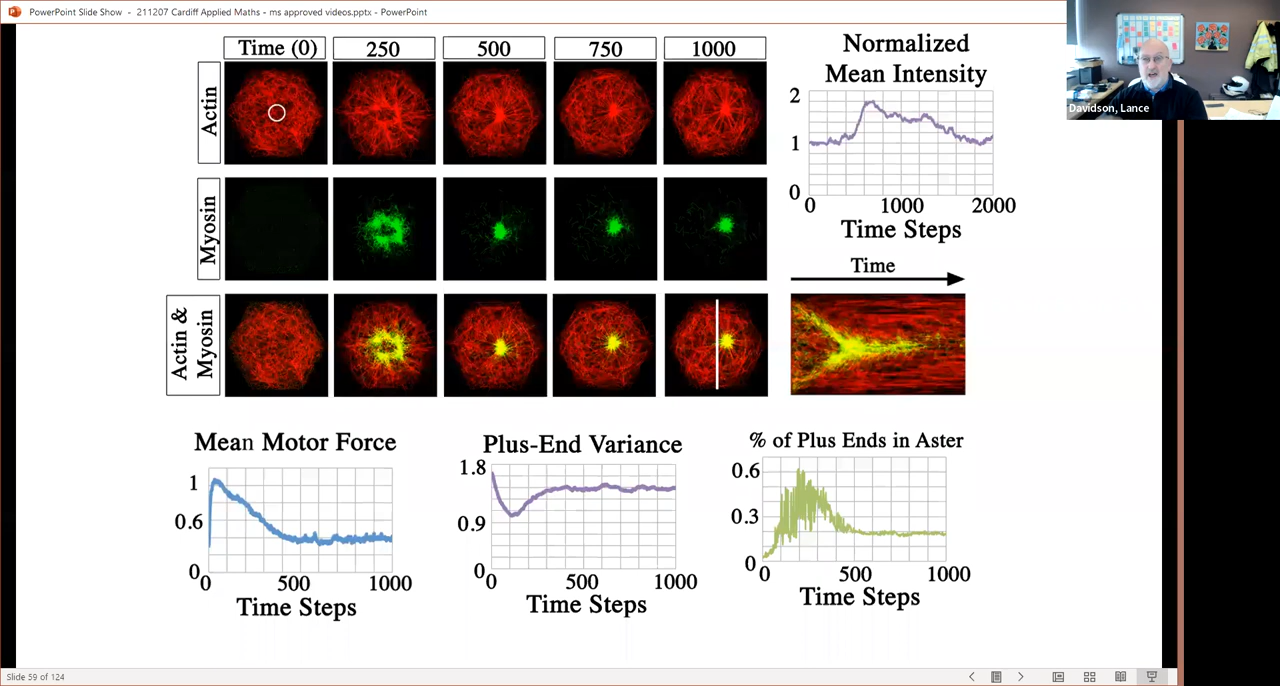 PowerPoint Slide Show - 211207 Cardiff Applied Maths - ms approved videos.pptx - PowerPoint
Time (0)
250
500
750
1000
Actin
Myosin
Actin &
Myosin
Normalized
Mean Intensity
2
1
0
0
1000
2000
Time Steps
Time
Davidson, Lance
Mean Motor Force
1
0.6
0
0
500
1000
Time Steps
Plus-End Variance
1.8
0.9
0
0
500
1000
Time Steps
% of Plus Ends in Aster
0.6
0.3
0
0
500
1000
Time Steps
Slide 59 of 124